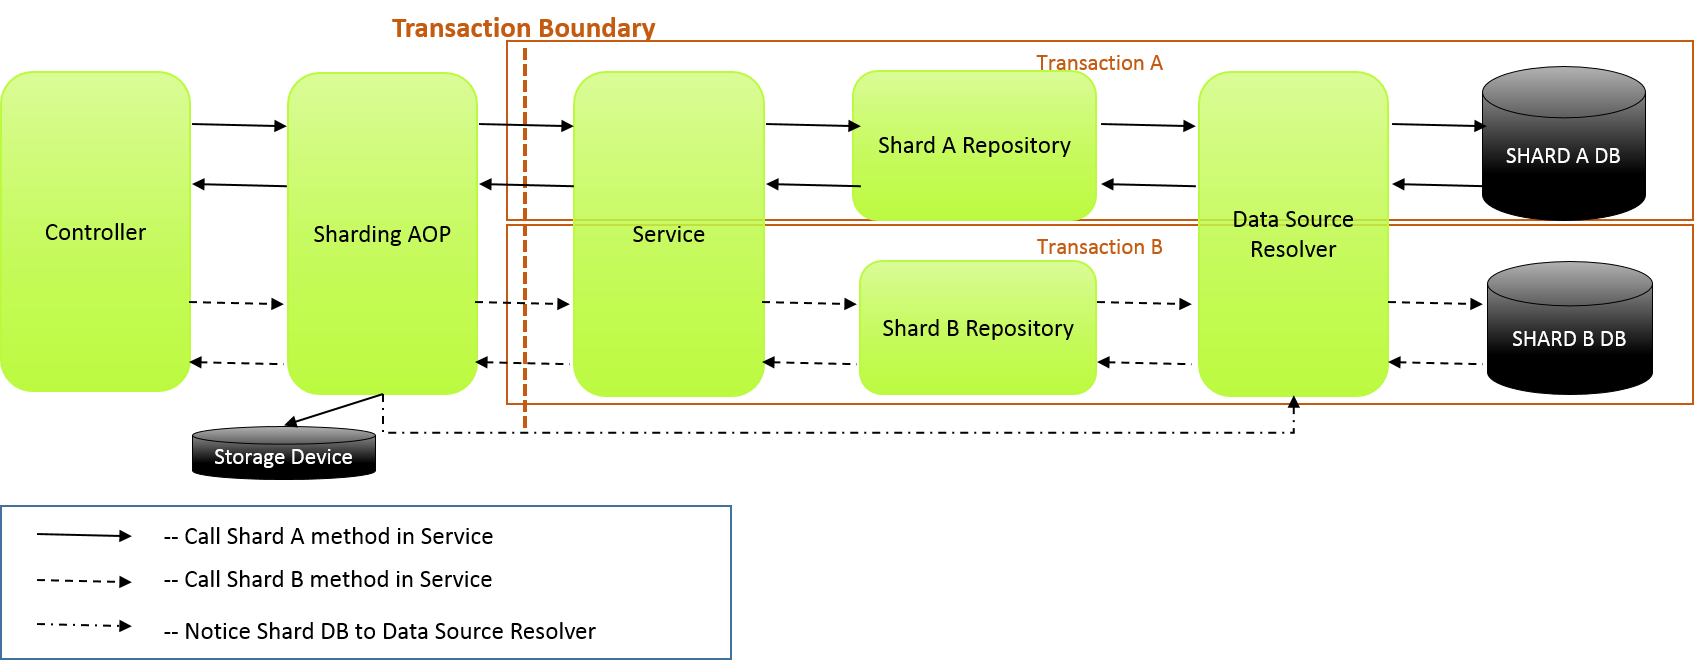 Transaction Boundary
Transaction A
Shard A Repository
SHARD A DB
Controller
Sharding AOP
Service
Data Source
Resolver
Transaction B
Shard B Repository
SHARD B DB
Storage Device
-- Call Shard A method in Service
-- Call Shard B method in Service
-- Notice Shard DB to Data Source Resolver